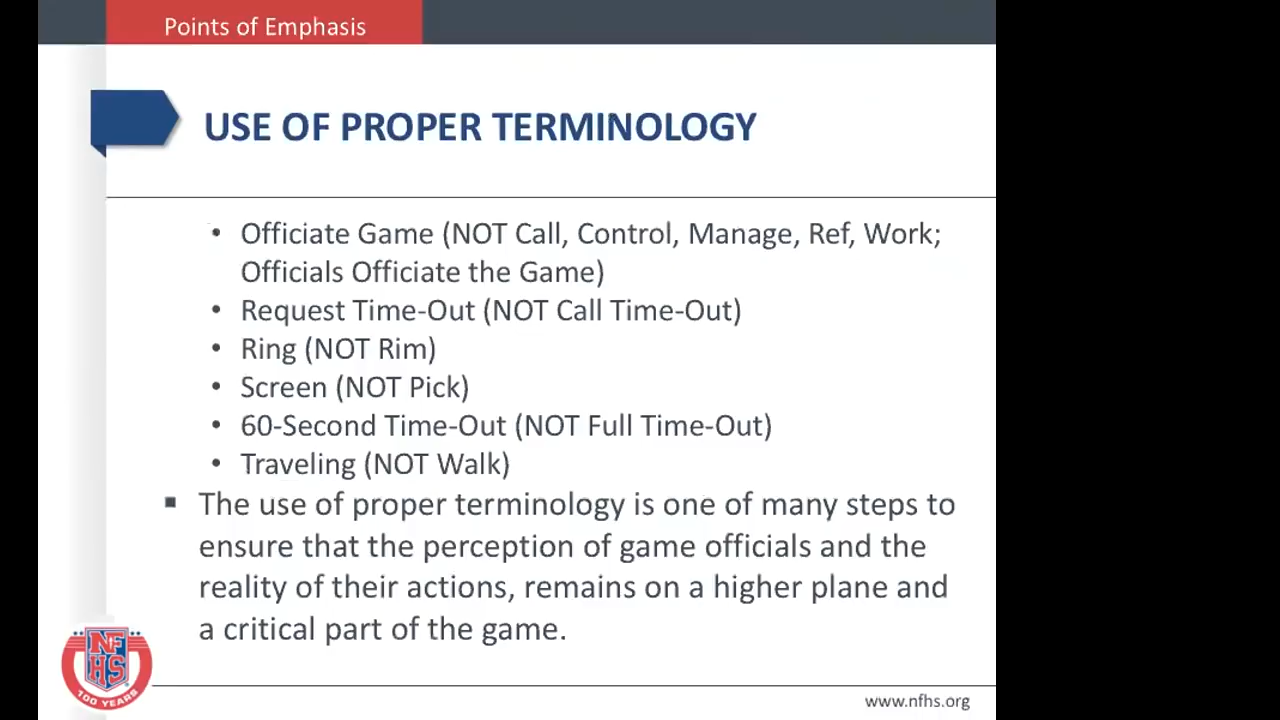 Points of Emphasis
USE OF PROPER TERMINOLOGY
• Officiate Game (NOT Call, Control, Manage, Ref, Work;
Officials Officiate the Game)
• Request Time-Out (NOT Call Time-Out)
• Ring (NOT Rim)
• Screen (NOT Pick)
• 60-Second Time-Out (NOT Full Time-Out)
• Traveling (NOT Walk)
▪ The use of proper terminology is one of many steps to
ensure that the perception of game officials and the
reality of their actions, remains on a higher plane and
a critical part of the game.
NF
HS
100 YEARS
www.nfhs.org